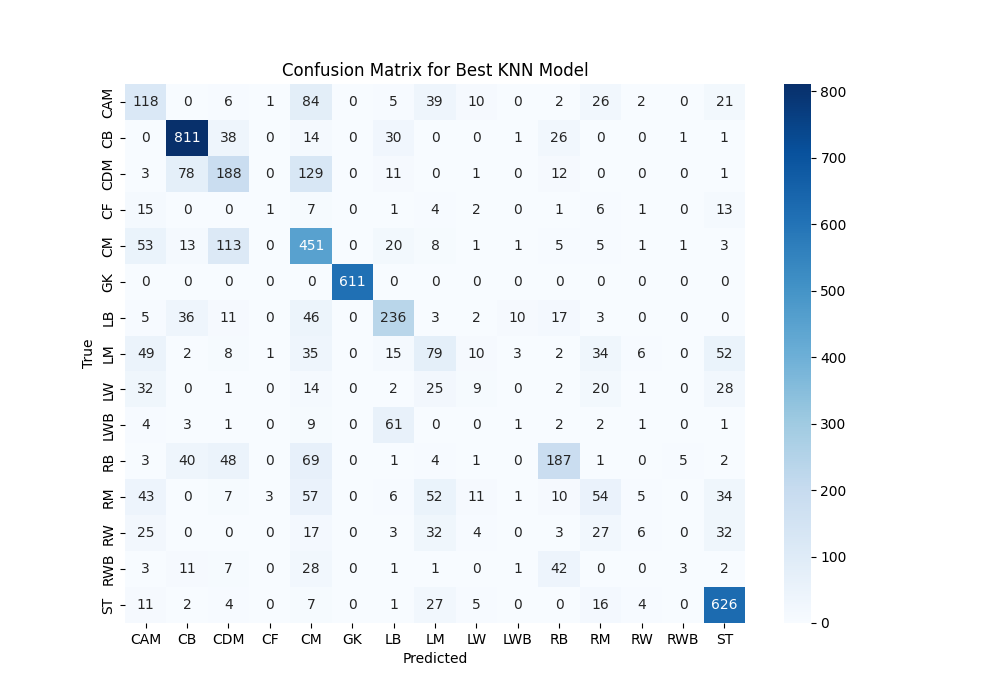 Confusion Matrix for Best KNN Model
CAM 118 0 6 1 84 0 5 39 10 0 2 26 2 0 21
CB 0 811 38 0 14 0 30 0 0 1 26 0 0 1 1
CDM 3 78 188 0 129 0 11 0 1 0 12 0 0 0 1
CF 15 0 0 1 7 0 1 4 2 0 1 6 1 0 13
CM 53 13 113 0 451 0 20 8 1 1 5 5 1 1 3
GK 0 0 0 0 0 611 0 0 0 0 0 0 0 0 0
LB 5 36 11 0 46 0 236 3 2 10 17 3 0 0 0
LM 49 2 8 1 35 0 15 79 10 3 2 34 6 0 52
LW 32 0 1 0 14 0 2 25 9 0 2 20 1 0 28
LWB 4 3 1 0 9 0 61 0 0 1 2 2 1 0 1
RB 3 40 48 0 69 0 1 4 1 0 187 1 0 5 2
RM 43 0 7 3 57 0 6 52 11 1 10 54 5 0 34
RW 25 0 0 0 17 0 3 32 4 0 3 27 6 0 32
RWB 3 11 7 0 28 0 1 1 0 1 42 0 0 3 2
ST 11 2 4 0 7 0 1 27 5 0 0 16 4 0 626
CAM CB CDM CF CM GK LB LM LW LWB RB RM RW RWB ST
Predicted
True
800
700
600
500
400
300
200
100
0